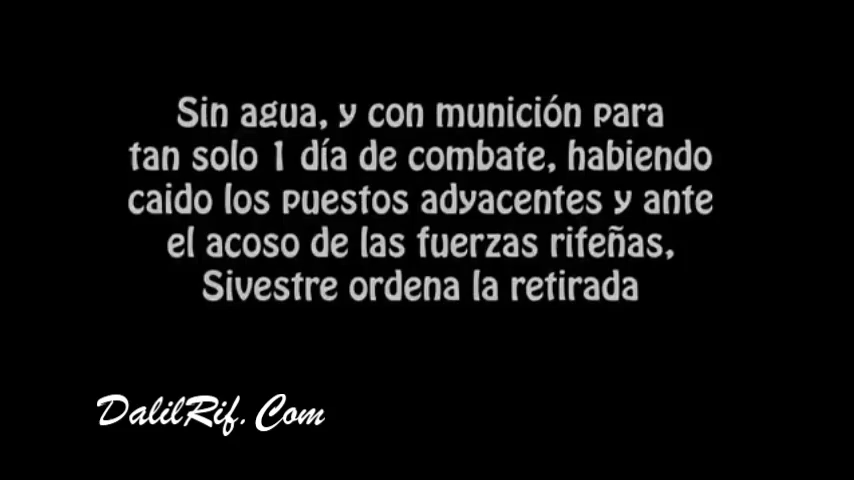 Sin agua, y con munición para
tan solo 1 día de combate, habiendo
caido los puestos adyacentes y ante
el acoso de las fuerzas rifeñas,
Sivestre ordena la retirada
DalilRif.Com